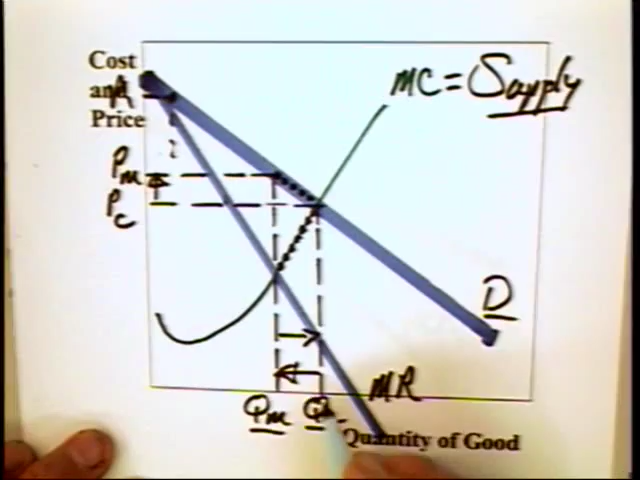 Cost
and
Price
MC = Supply
Pm
Pc
D
MR
Qm
Quantity of Good